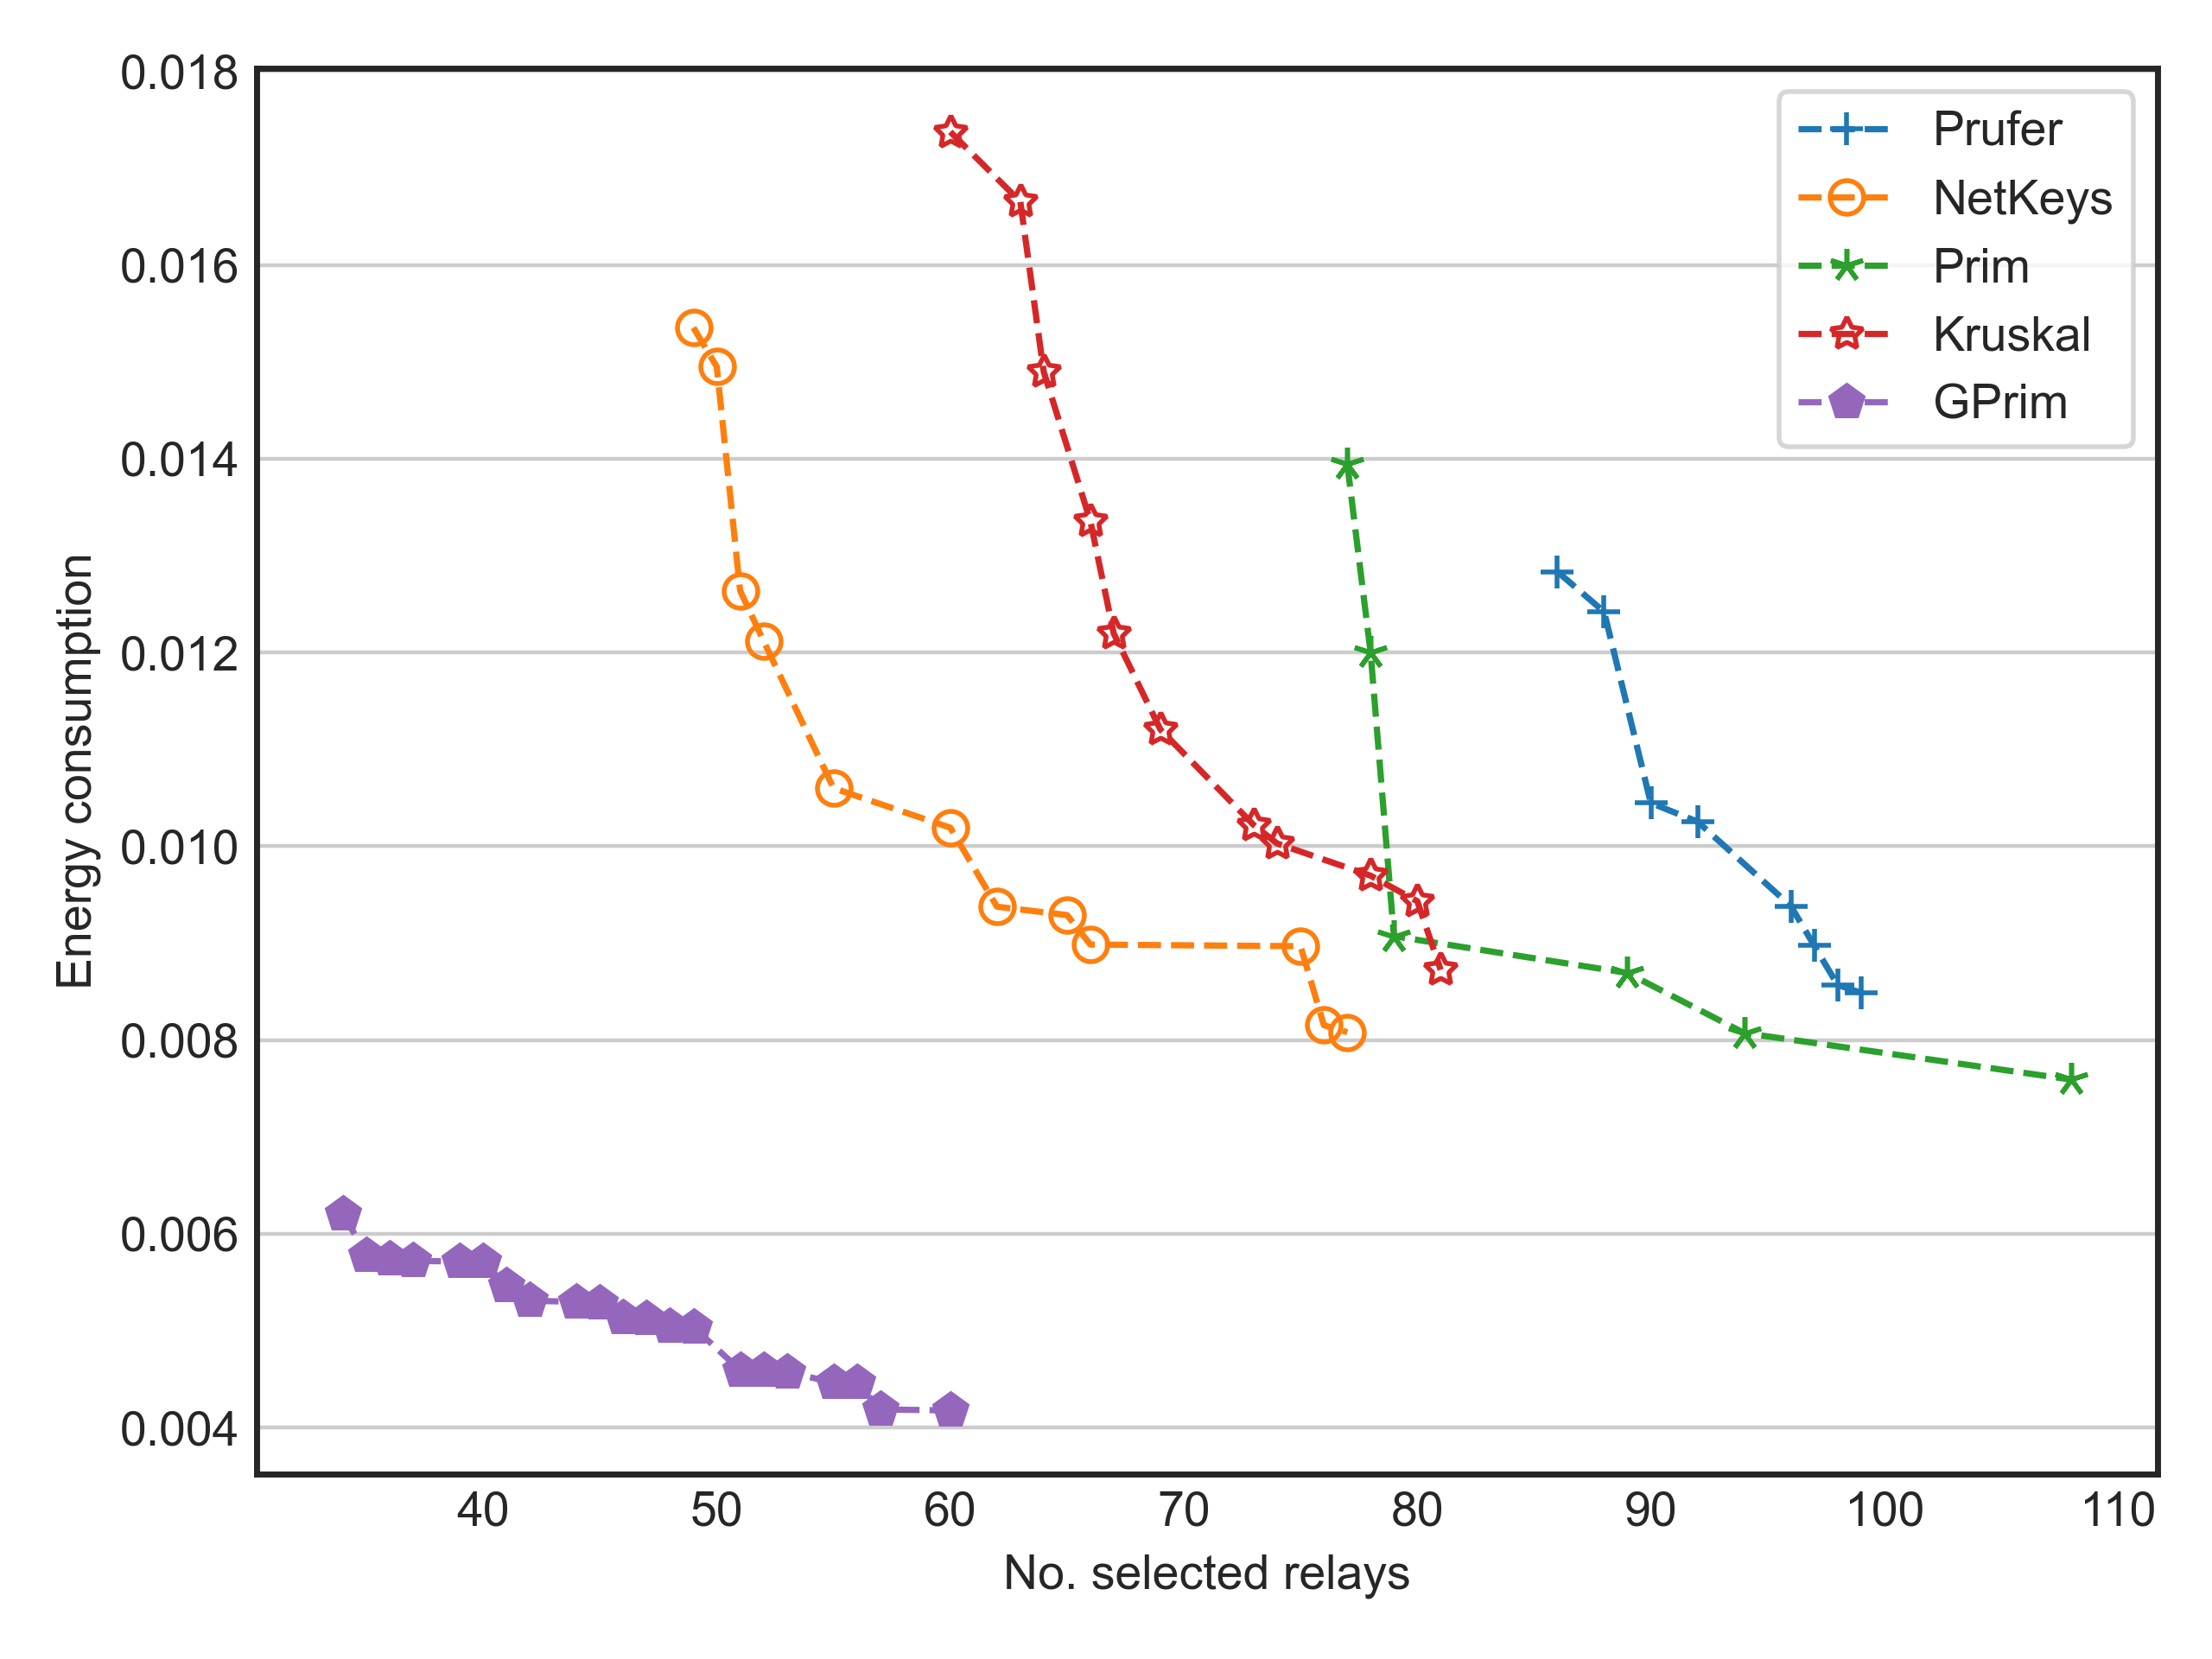 0.018
0.016
0.014
0.012
0.010
0.008
0.006
0.004
Energy consumption
Prufer
NetKeys
Prim
Kruskal
GPrim
40 50 60 70 80 90 100 110
No. selected relays